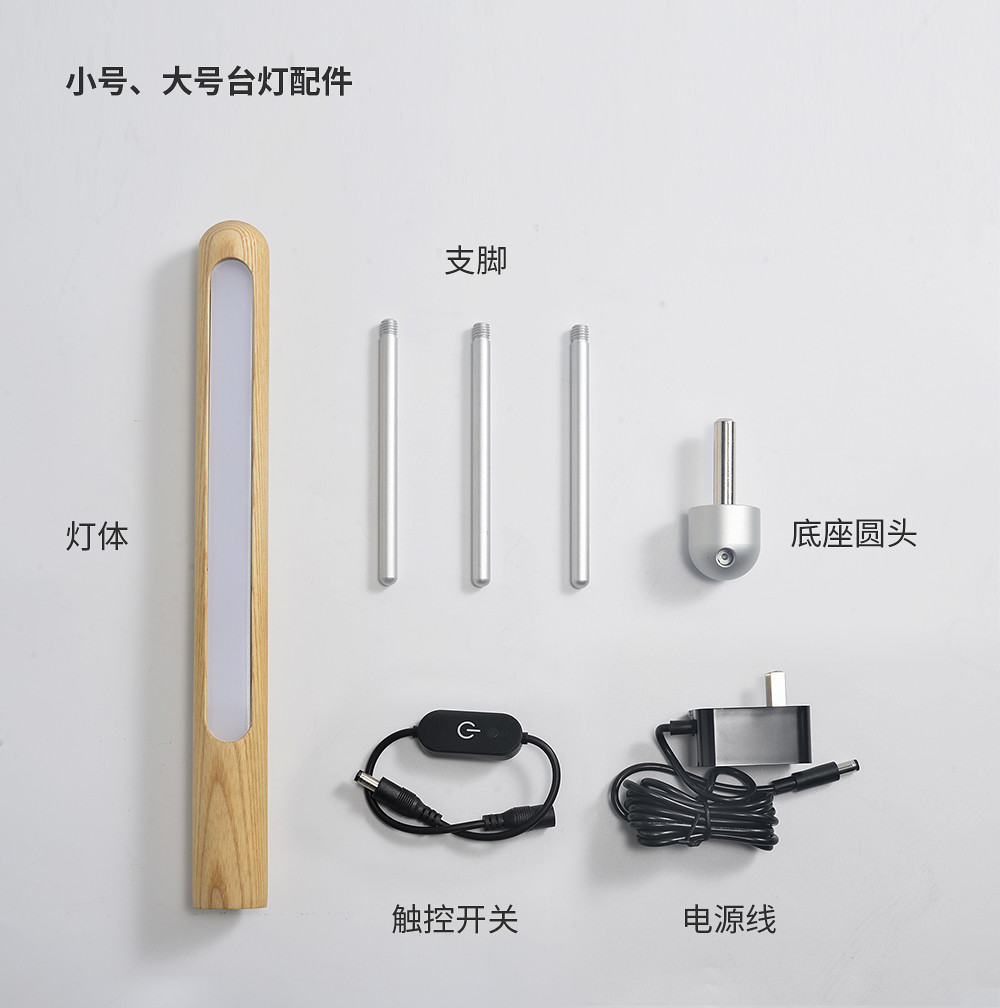 小号、大号台灯配件
支脚
灯体
底座圆头
触控开关
电源线